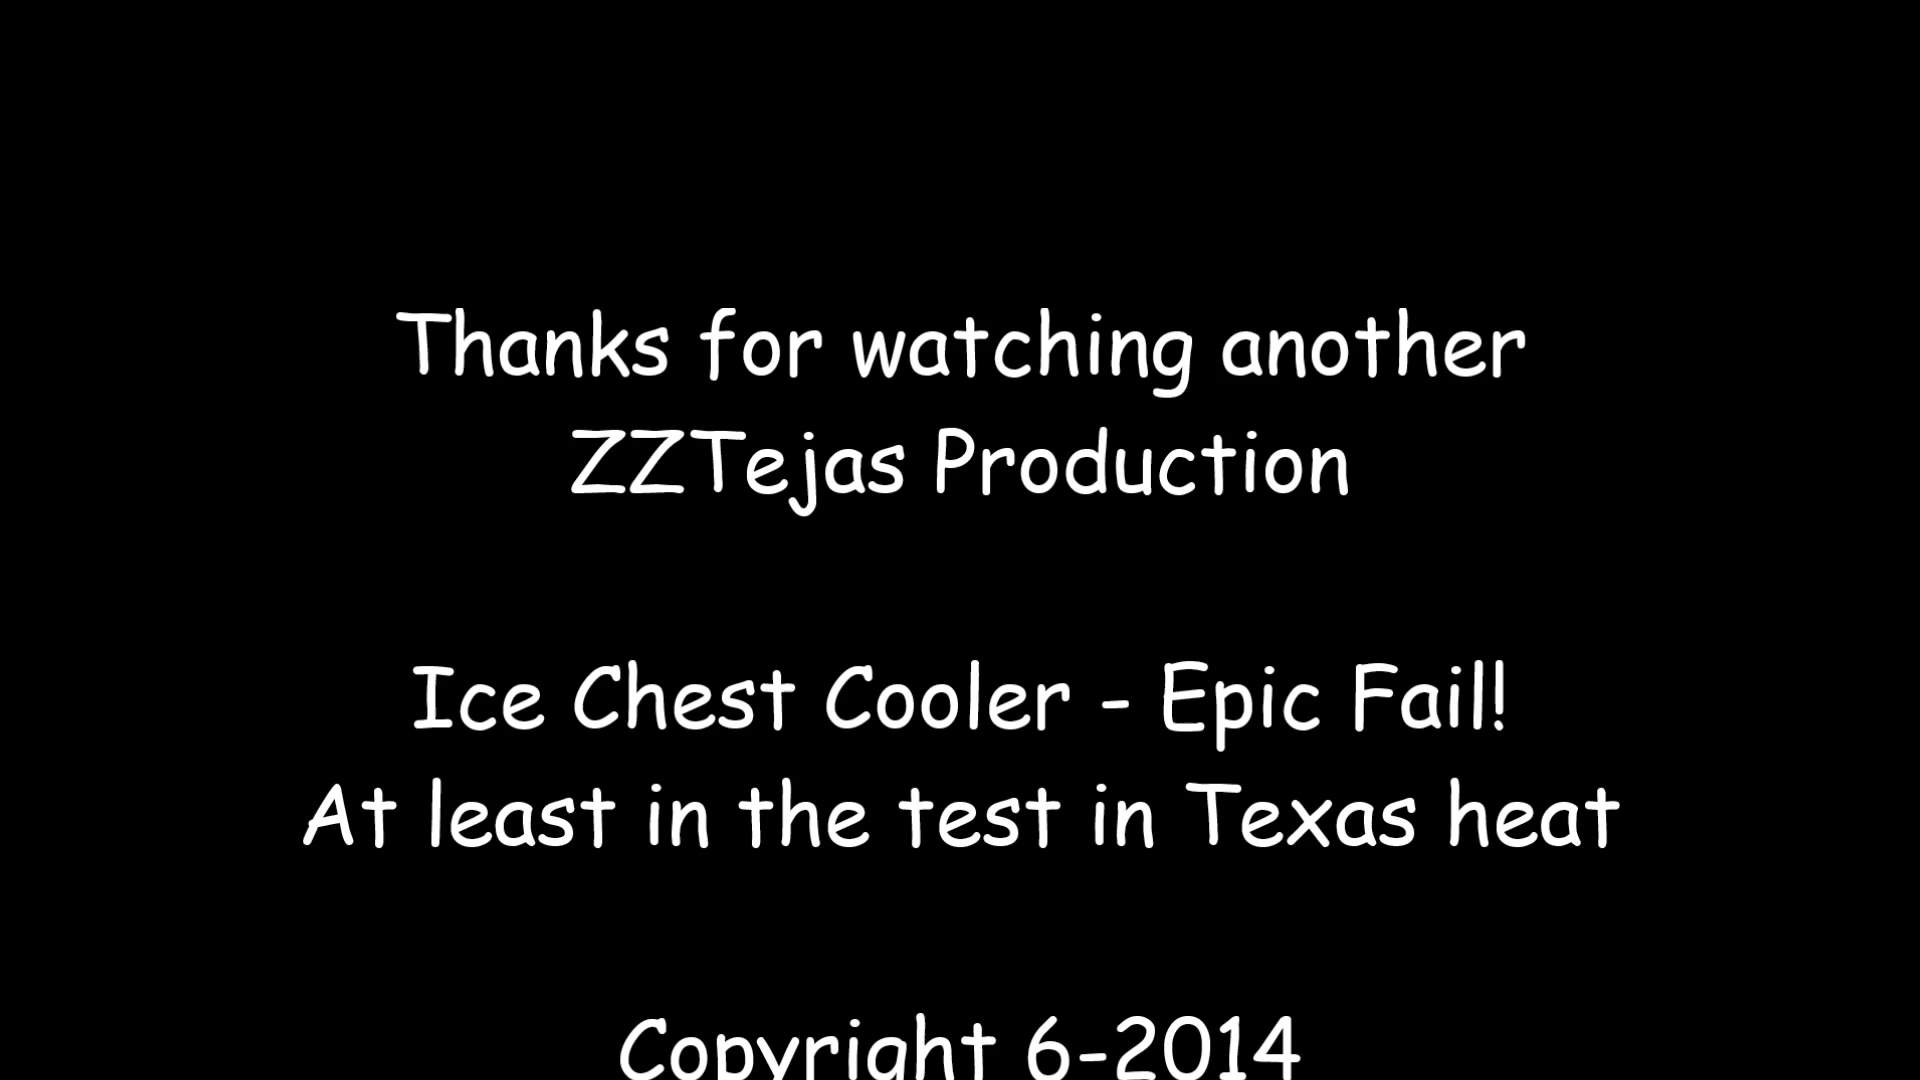 Thanks for watching another
ZZTejas Production
Ice Chest Cooler - Epic Fail!
At least in the test in Texas heat
Copyright 6-2014